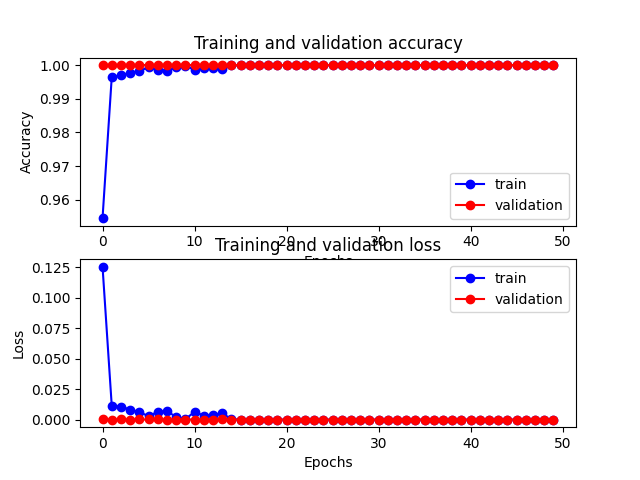 Training and validation accuracy
Accuracy
1.00
0.99
0.98
0.97
0.96
train
validation
0 10 20 30 40 50
Epochs
Training and validation loss
Loss
0.125
0.100
0.075
0.050
0.025
0.000
train
validation
0 10 20 30 40 50
Epochs